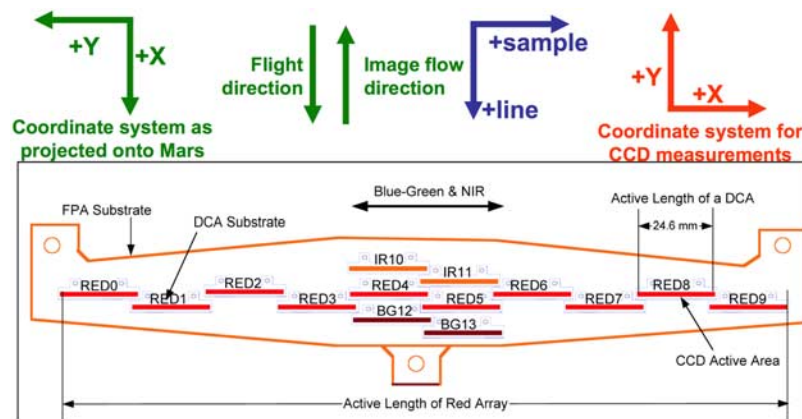 +Y
+X
Coordinate system as
projected onto Mars
Flight
direction
Image flow
direction
+sample
+line
+Y
+X
Coordinate system for
CCD measurements
FPA Substrate
DCA Substrate
Blue-Green & NIR
Active Length of a DCA
24.6 mm
IR10
IR11
RED0
RED1
RED2
RED3
RED4
RED5
RED6
RED7
RED8
RED9
BG12
BG13
CCD Active Area
Active Length of Red Array